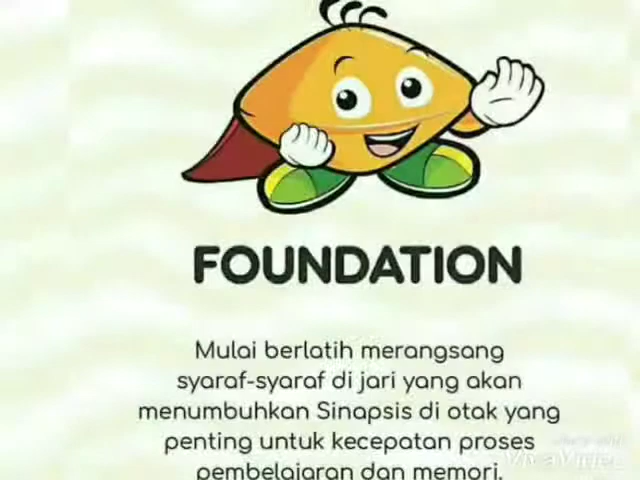 FOUNDATION
Mulai berlatih merangsang
syaraf-syaraf di jari yang akan
menumbuhkan Sinapsis di otak yang
penting untuk kecepatan proses
pembelajaran dan memori.
VivaVideo